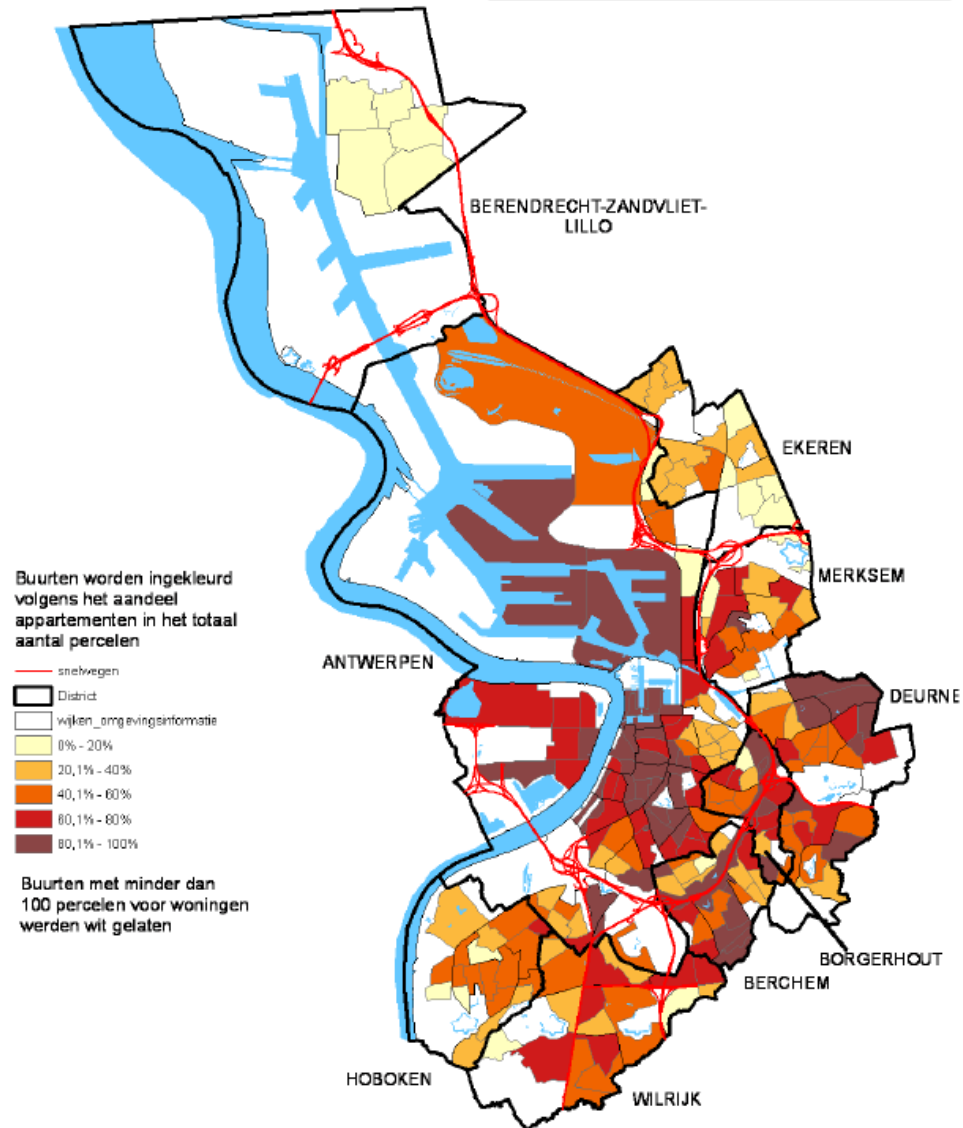 BERENDRECHT-ZANDVLIET-
LILLO
EKEREN
MERKSEM
ANTWERPEN
DEURNE
Buurten worden ingekleurd
volgens het aandeel
appartementen in het totaal
aantal percelen
snelwegen
District
wijken_omgevingsinformatie
0% - 20%
20,1% - 40%
40,1% - 60%
60,1% - 80%
80,1% - 100%
Buurten met minder dan
100 percelen voor woningen
werden wit gelaten
BORGERHOUT
BERCHEM
HOBOKEN
WILRIJK